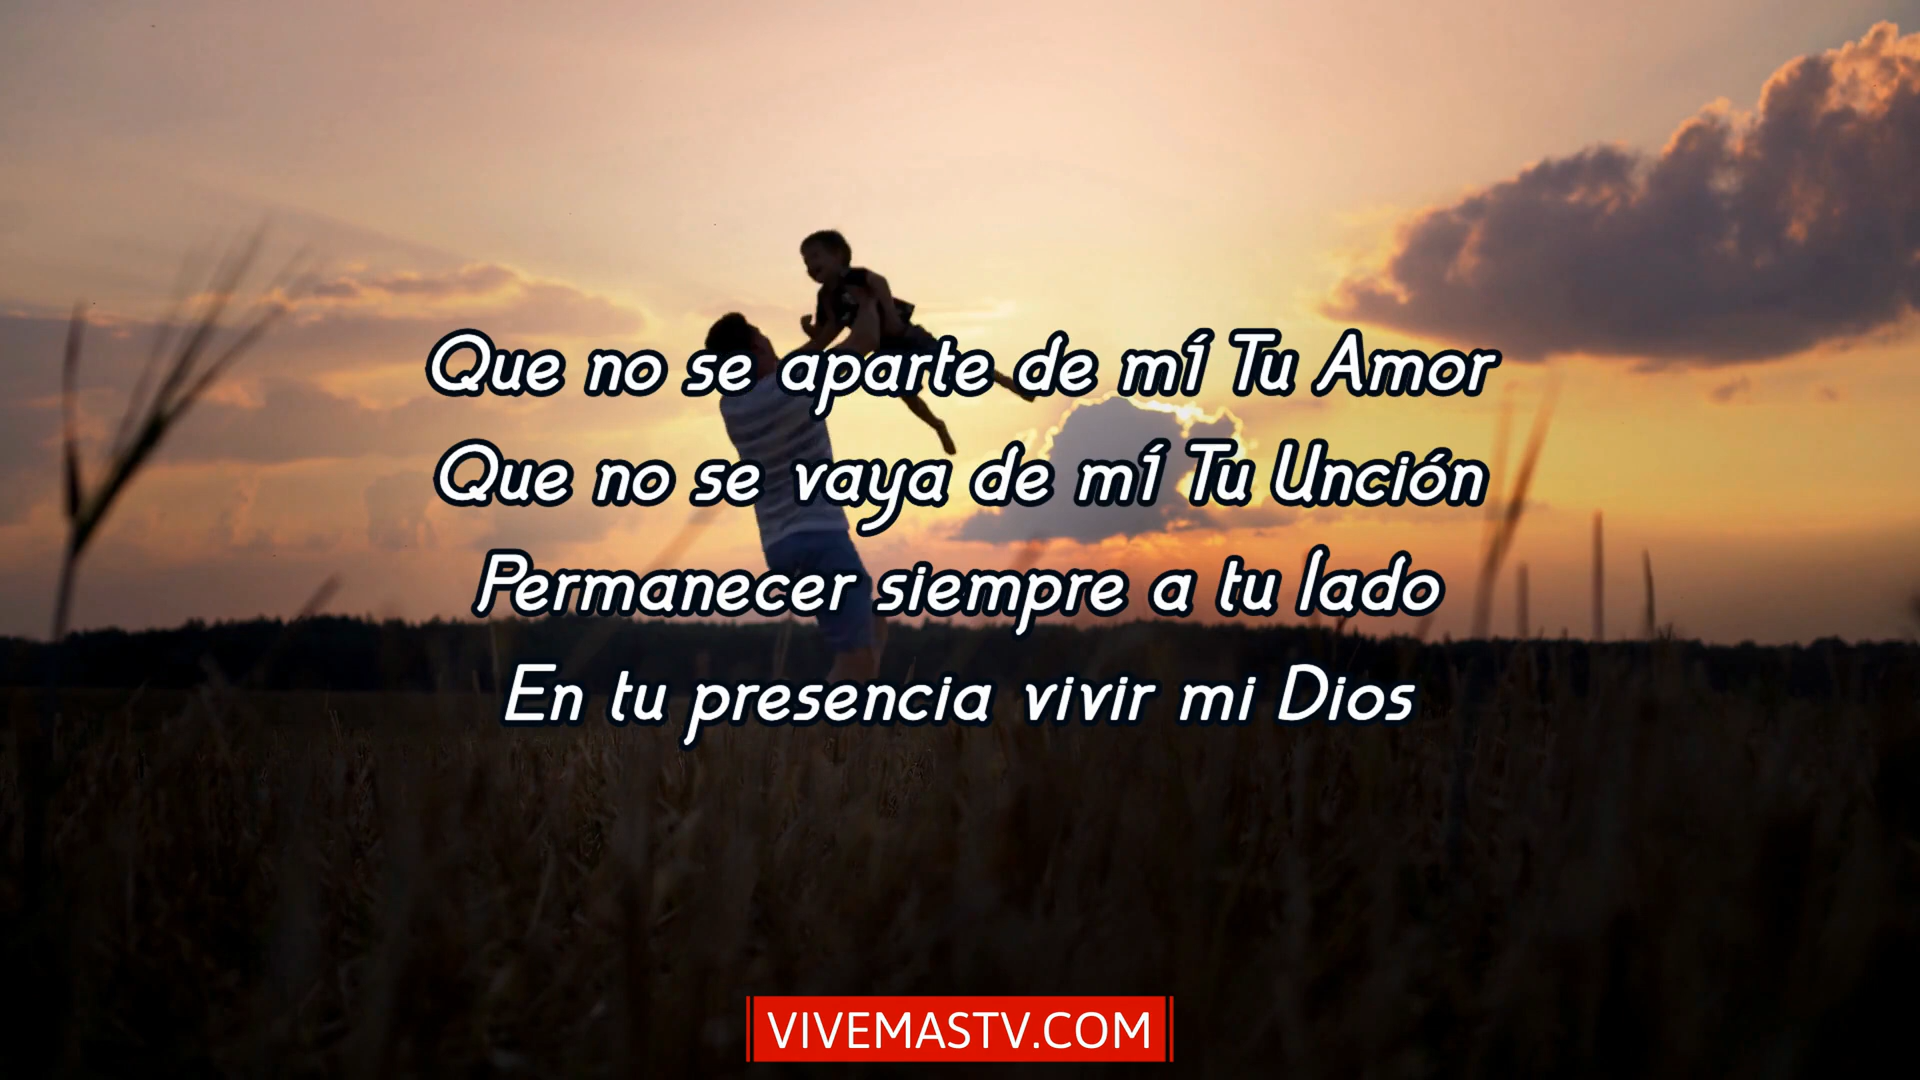 Que no se aparte de mí Tu Amor
Que no se vaya de mí Tu Unción
Permanecer siempre a tu lado
En tu presencia vivir mi Dios
VIVEMASTV.COM